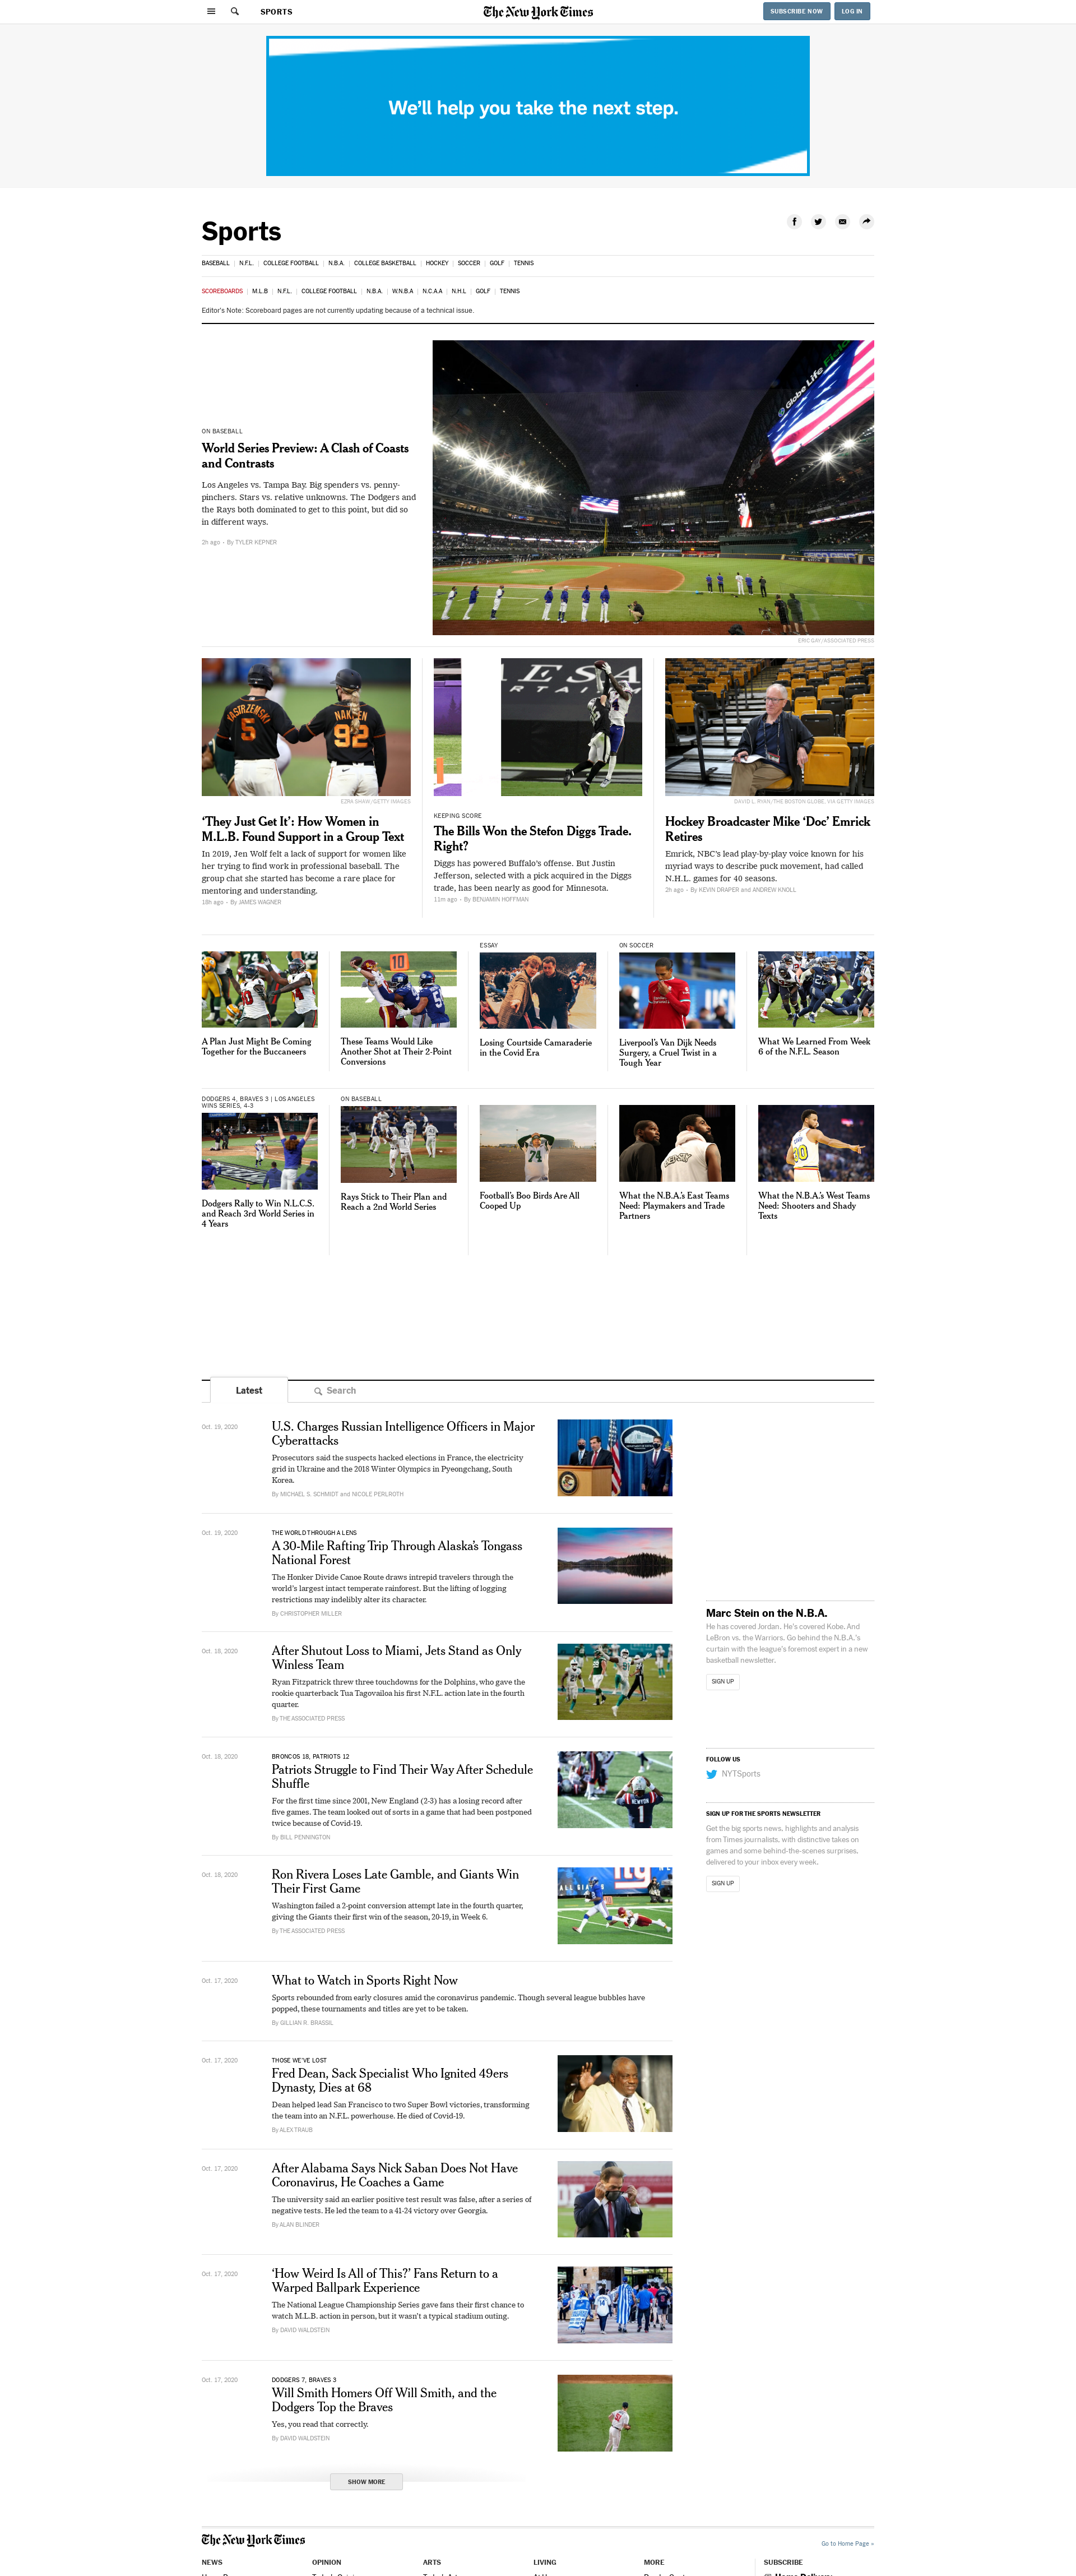 SPORTS
The New York Times
SUBSCRIBE NOW
LOG IN
We'll help you take the next step.
Sports
BASEBALL | N.F.L. | COLLEGE FOOTBALL | N.B.A. | COLLEGE BASKETBALL | HOCKEY | SOCCER | GOLF | TENNIS
SCOREBOARDS | M.L.B | N.F.L. | COLLEGE FOOTBALL | N.B.A. | W.N.B.A | N.C.A.A | N.H.L | GOLF | TENNIS
Editor's Note: Scoreboard pages are not currently updating because of a technical issue.
ON BASEBALL
World Series Preview: A Clash of Coasts
and Contrasts
Los Angeles vs. Tampa Bay. Big spenders vs. penny-
pinchers. Stars vs. relative unknowns. The Dodgers and
the Rays both dominated to get to this point, but did so
in different ways.
2h ago - By TYLER KEPNER
Globe Life Field
ERIC GAY/ASSOCIATED PRESS
YASTRZEMSKI
5
NAKKEN
92
EZRA SHAW/GETTY IMAGES
'They Just Get It': How Women in
M.L.B. Found Support in a Group Text
In 2019, Jen Wolf felt a lack of support for women like
her trying to find work in professional baseball. The
group chat she started has become a rare place for
mentoring and understanding.
18h ago - By JAMES WAGNER
KEEPING SCORE
The Bills Won the Stefon Diggs Trade.
Right?
Diggs has powered Buffalo's offense. But Justin
Jefferson, selected with a pick acquired in the Diggs
trade, has been nearly as good for Minnesota.
11m ago - By BENJAMIN HOFFMAN
DAVID L. RYAN/THE BOSTON GLOBE, VIA GETTY IMAGES
Hockey Broadcaster Mike 'Doc' Emrick
Retires
Emrick, NBC's lead play-by-play voice known for his
myriad ways to describe puck movement, had called
N.H.L. games for 40 seasons.
2h ago - By KEVIN DRAPER and ANDREW KNOLL
A Plan Just Might Be Coming
Together for the Buccaneers
10
These Teams Would Like
Another Shot at Their 2-Point
Conversions
ESSAY
Losing Courtside Camaraderie
in the Covid Era
ON SOCCER
Liverpool's Van Dijk Needs
Surgery, a Cruel Twist in a
Tough Year
What We Learned From Week
6 of the N.F.L. Season
DODGERS 4, BRAVES 3 | LOS ANGELES
WINS SERIES, 4-3
Dodgers Rally to Win N.L.C.S.
and Reach 3rd World Series in
4 Years
ON BASEBALL
Rays Stick to Their Plan and
Reach a 2nd World Series
74
Football's Boo Birds Are All
Cooped Up
What the N.B.A.'s East Teams
Need: Playmakers and Trade
Partners
30
What the N.B.A.'s West Teams
Need: Shooters and Shady
Texts
Latest
Search
Oct. 19, 2020
U.S. Charges Russian Intelligence Officers in Major
Cyberattacks
Prosecutors said the suspects hacked elections in France, the electricity
grid in Ukraine and the 2018 Winter Olympics in Pyeongchang, South
Korea.
By MICHAEL S. SCHMIDT and NICOLE PERLROTH
Oct. 19, 2020
THE WORLD THROUGH A LENS
A 30-Mile Rafting Trip Through Alaska's Tongass
National Forest
The Honker Divide Canoe Route draws intrepid travelers through the
world's largest intact temperate rainforest. But the lifting of logging
restrictions may indelibly alter its character.
By CHRISTOPHER MILLER
Oct. 18, 2020
After Shutout Loss to Miami, Jets Stand as Only
Winless Team
Ryan Fitzpatrick threw three touchdowns for the Dolphins, who gave the
rookie quarterback Tua Tagovailoa his first N.F.L. action late in the fourth
quarter.
By THE ASSOCIATED PRESS
Oct. 18, 2020
BRONCOS 18, PATRIOTS 12
Patriots Struggle to Find Their Way After Schedule
Shuffle
For the first time since 2001, New England (2-3) has a losing record after
five games. The team looked out of sorts in a game that had been postponed
twice because of Covid-19.
By BILL PENNINGTON
NEWTON
1
Oct. 18, 2020
Ron Rivera Loses Late Gamble, and Giants Win
Their First Game
Washington failed a 2-point conversion attempt late in the fourth quarter,
giving the Giants their first win of the season, 20-19, in Week 6.
By THE ASSOCIATED PRESS
Oct. 17, 2020
What to Watch in Sports Right Now
Sports rebounded from early closures amid the coronavirus pandemic. Though several league bubbles have
popped, these tournaments and titles are yet to be taken.
By GILLIAN R. BRASSIL
Oct. 17, 2020
THOSE WE'VE LOST
Fred Dean, Sack Specialist Who Ignited 49ers
Dynasty, Dies at 68
Dean helped lead San Francisco to two Super Bowl victories, transforming
the team into an N.F.L. powerhouse. He died of Covid-19.
By ALEX TRAUB
Oct. 17, 2020
After Alabama Says Nick Saban Does Not Have
Coronavirus, He Coaches a Game
The university said an earlier positive test result was false, after a series of
negative tests. He led the team to a 41-24 victory over Georgia.
By ALAN BLINDER
Oct. 17, 2020
'How Weird Is All of This?' Fans Return to a
Warped Ballpark Experience
The National League Championship Series gave fans their first chance to
watch M.L.B. action in person, but it wasn't a typical stadium outing.
By DAVID WALDSTEIN
Oct. 17, 2020
DODGERS 7, BRAVES 3
Will Smith Homers Off Will Smith, and the
Dodgers Top the Braves
Yes, you read that correctly.
By DAVID WALDSTEIN
SHOW MORE
Marc Stein on the N.B.A.
He has covered Jordan. He's covered Kobe. And
LeBron vs. the Warriors. Go behind the N.B.A.'s
curtain with the league's foremost expert in a new
basketball newsletter.
SIGN UP
FOLLOW US
NYTSports
SIGN UP FOR THE SPORTS NEWSLETTER
Get the big sports news, highlights and analysis
from Times journalists, with distinctive takes on
games and some behind-the-scenes surprises,
delivered to your inbox every week.
SIGN UP
The New York Times
Go to Home Page »
NEWS
OPINION
ARTS
LIVING
MORE
SUBSCRIBE